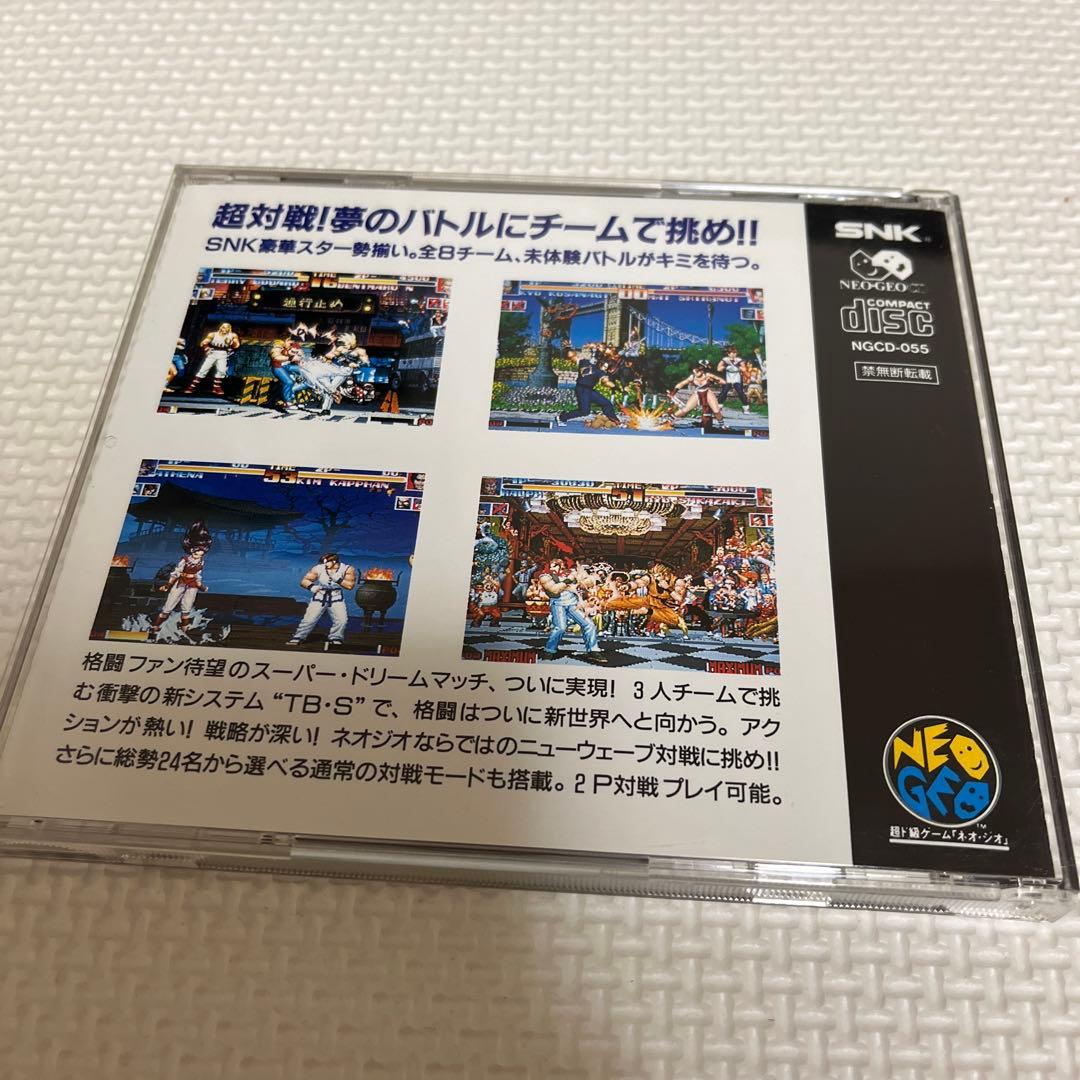 超対戦!夢のバトルにチームで挑め!!
SNK豪華スター勢揃い。全8チーム、未体験バトルがキミを待つ。
通行止め
TIME
53
ATHENA
KIM KAPPHAN
2P=
51
MAXIMUM
MAXIMUM
格闘ファン待望のスーパー・ドリームマッチ、ついに実現! 3人チームで挑
む衝撃の新システム“TB・S”で、格闘はついに新世界へと向かう。アク
ションが熱い! 戦略が深い! ネオジオならではのニューウェーブ対戦に挑め!!
さらに総勢24名から選べる通常の対戦モードも搭載。2P対戦プレイ可能。
SNK®
NEO•GEO CD
COMPACT
disc
NGCD-055
禁無断転載
NEO
GEO
™
超ド級ゲーム「ネオ・ジオ」